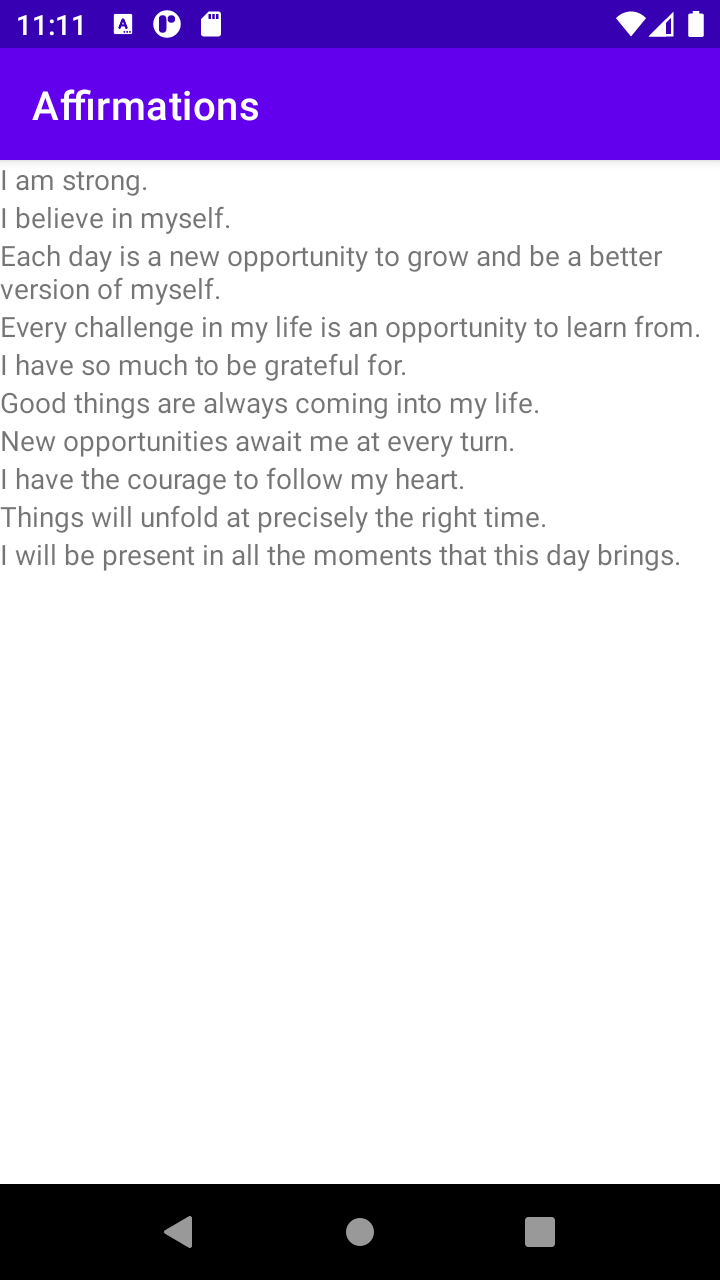 11:11
Affirmations
I am strong.
I believe in myself.
Each day is a new opportunity to grow and be a better
version of myself.
Every challenge in my life is an opportunity to learn from.
I have so much to be grateful for.
Good things are always coming into my life.
New opportunities await me at every turn.
I have the courage to follow my heart.
Things will unfold at precisely the right time.
I will be present in all the moments that this day brings.